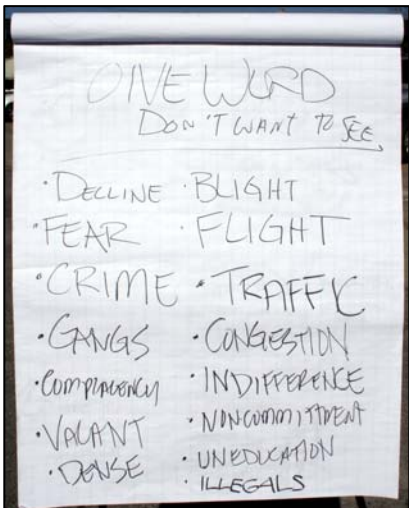 ONE WORD
DON'T WANT TO SEE
• DECLINE
• FEAR
• CRIME
• GANGS
• COMPLACENCY
• VACANT
• DENSE
• BLIGHT
• FLIGHT
• TRAFFIC
• CONGESTION
• INDIFFERENCE
• NONCOMMITMENT
• UNEDUCATION
• ILLEGALS